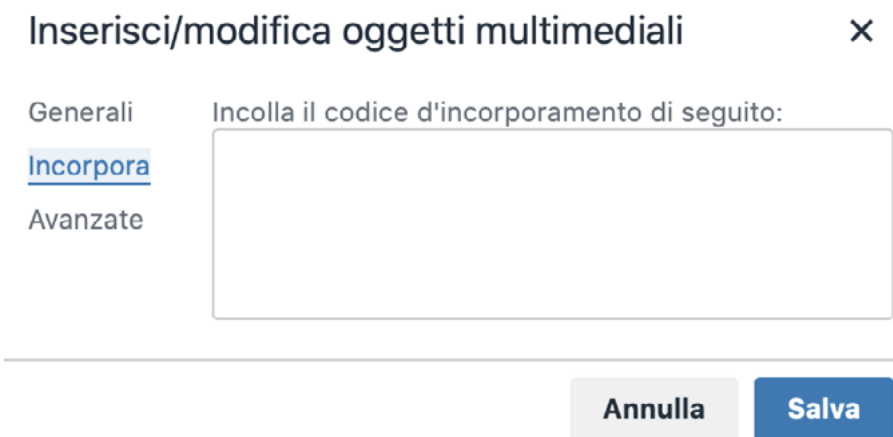 Inserisci/modifica oggetti multimediali ×
Generali
Incolla il codice d'incorporamento di seguito:
Incorpora
Avanzate
Annulla
Salva